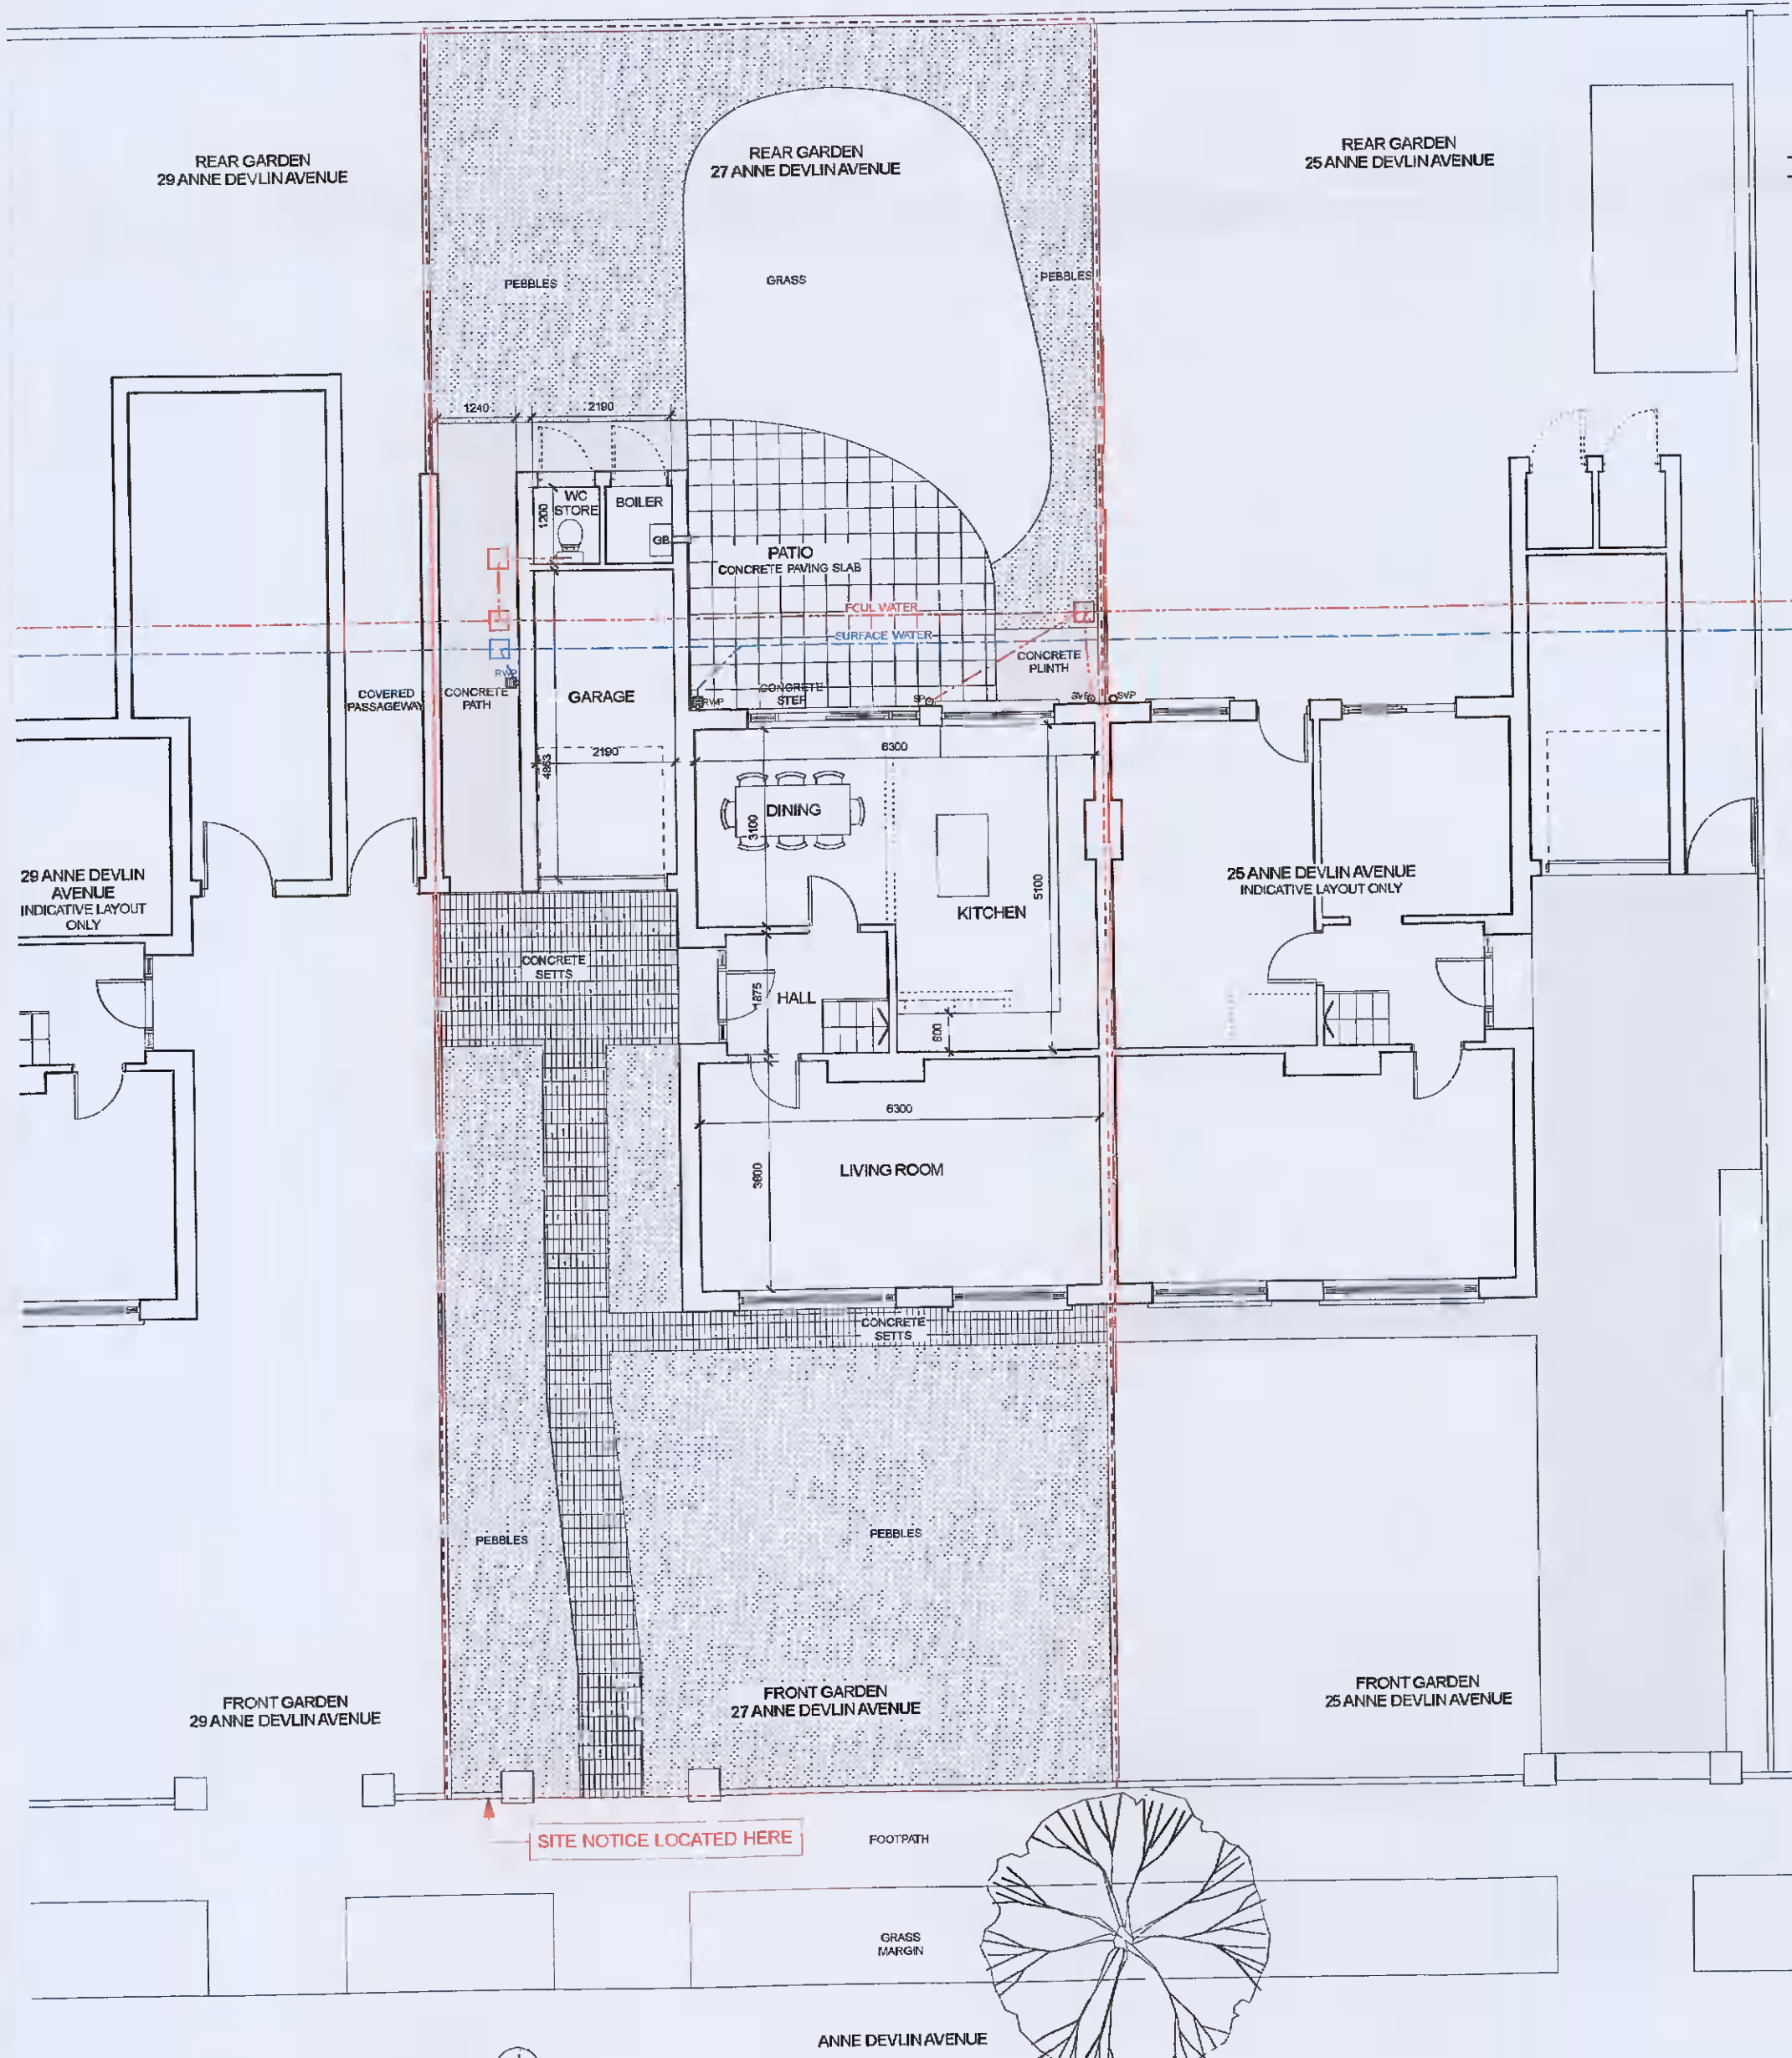 REAR GARDEN
29 ANNE DEVLIN AVENUE
REAR GARDEN
27 ANNE DEVLIN AVENUE
REAR GARDEN
25 ANNE DEVLIN AVENUE
PEBBLES
GRASS
PEBBLES
1240
2190
WC
STORE
1200
BOILER
GB
PATIO
CONCRETE PAVING SLAB
FOUL WATER
SURFACE WATER
CONCRETE
PLINTH
RWP
COVERED
PASSAGEWAY
CONCRETE
PATH
GARAGE
RWP
CONCRETE
STEP
SP
SVP
SVP
2190
4863
6300
DINING
3100
29 ANNE DEVLIN
AVENUE
INDICATIVE LAYOUT
ONLY
KITCHEN
5100
25 ANNE DEVLIN AVENUE
INDICATIVE LAYOUT ONLY
CONCRETE
SETTS
HALL
1875
600
6300
LIVING ROOM
3600
CONCRETE
SETTS
PEBBLES
PEBBLES
FRONT GARDEN
29 ANNE DEVLIN AVENUE
FRONT GARDEN
27 ANNE DEVLIN AVENUE
FRONT GARDEN
25 ANNE DEVLIN AVENUE
SITE NOTICE LOCATED HERE
FOOTPATH
GRASS
MARGIN
ANNE DEVLIN AVENUE